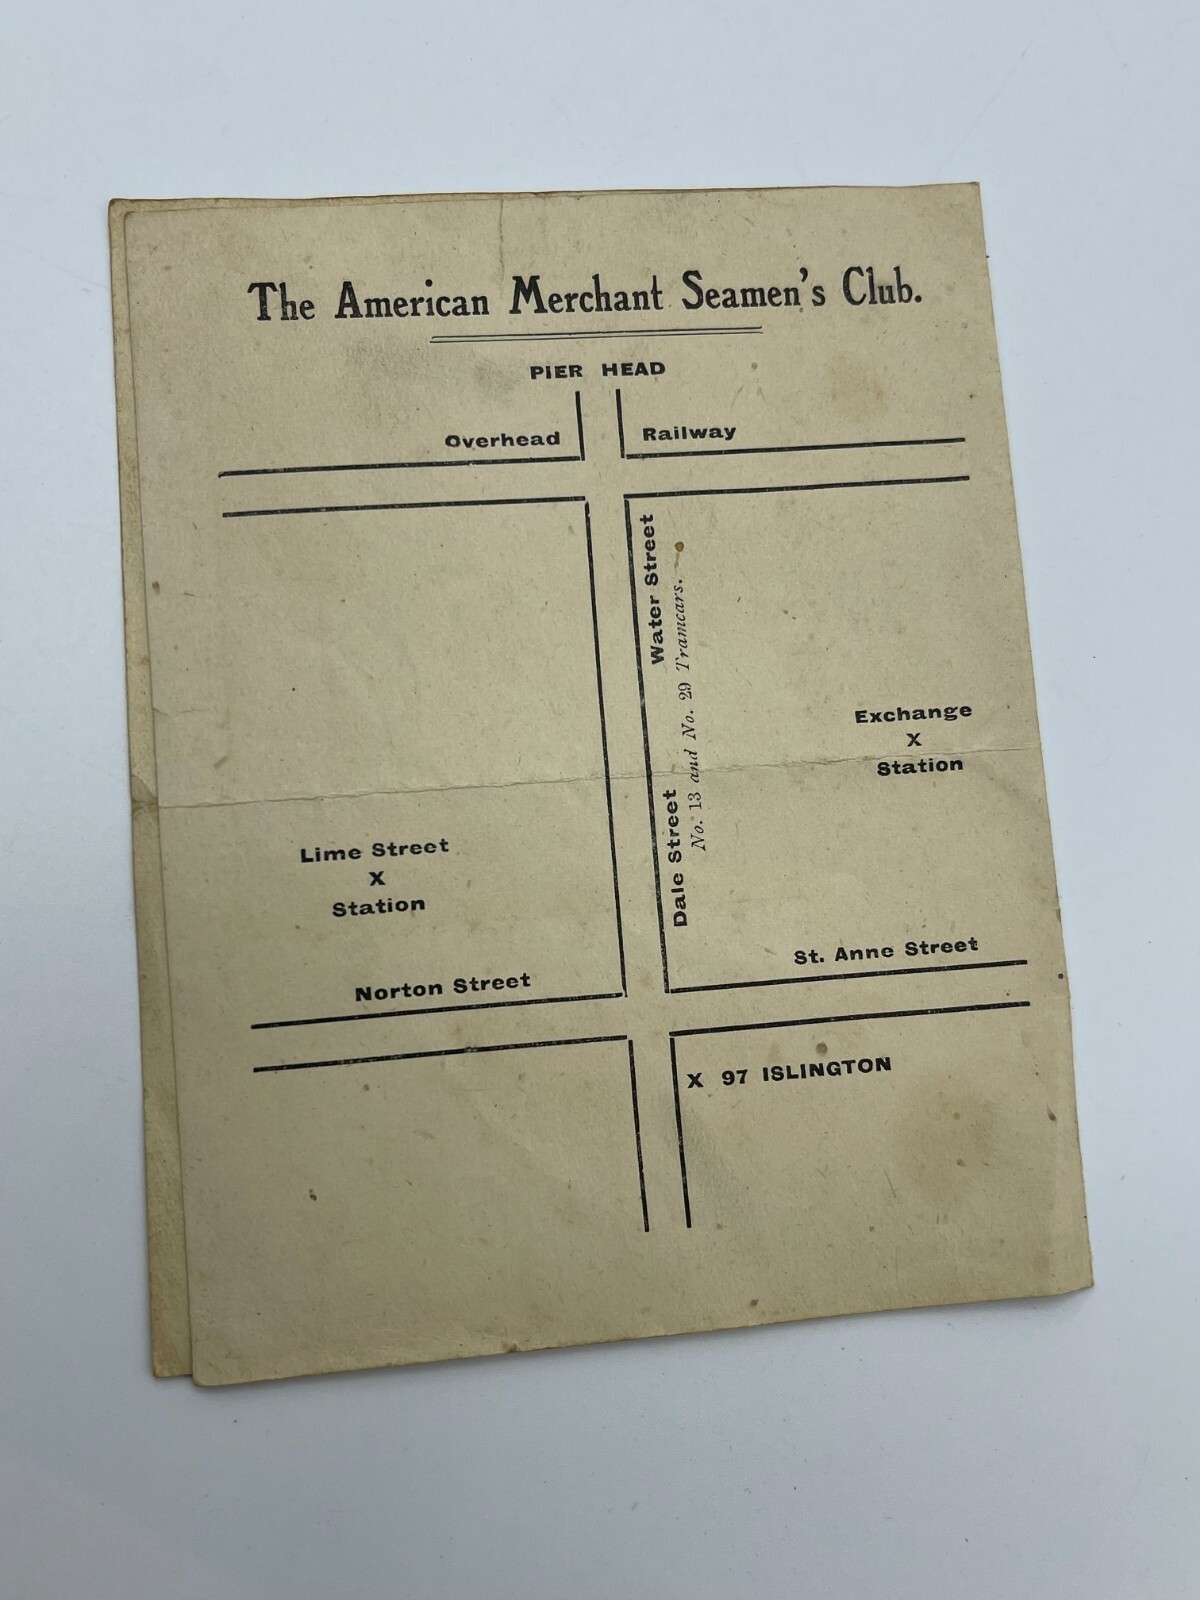 The American Merchant Seamen's Club.
PIER HEAD
Overhead Railway
Water Street
No. 13 and No. 29 Tramcars.
Dale Street
Exchange
X
Station
Lime Street
X
Station
Norton Street
St. Anne Street
X 97 ISLINGTON